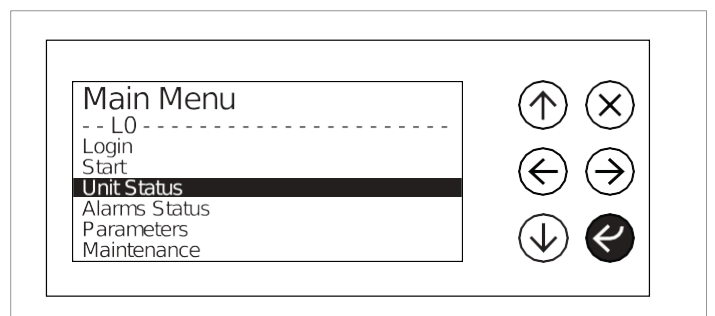 Main Menu
- - L0 - - - - - - - - - - - - - - - - - - - - - -
Login
Start
Unit Status
Alarms Status
Parameters
Maintenance